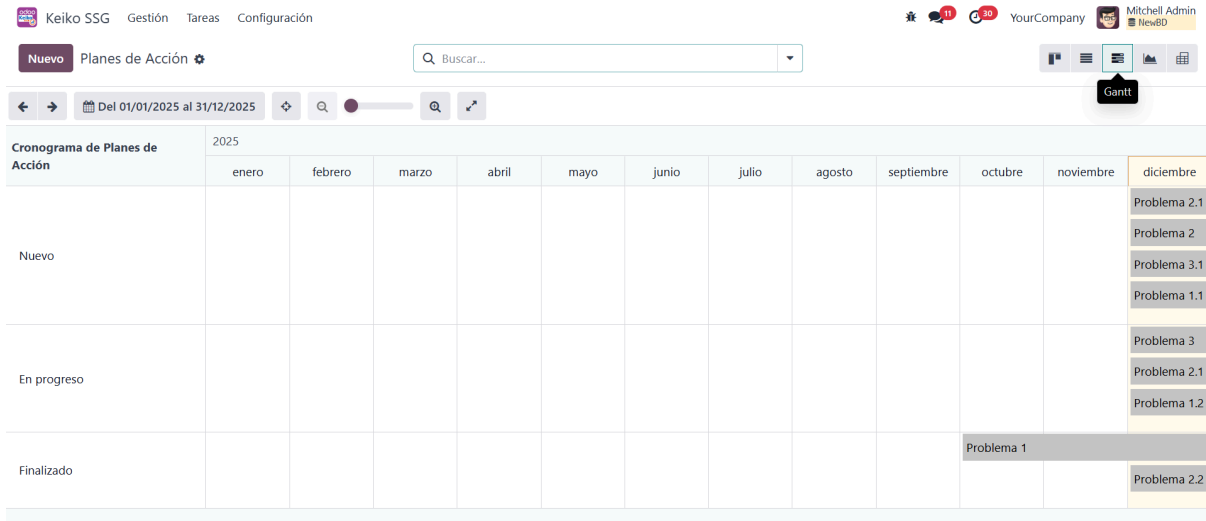 Keiko SSG Gestión Tareas Configuración 11 30 YourCompany Mitchell Admin
NewBD
Nuevo Planes de Acción Buscar...
Gantt
Del 01/01/2025 al 31/12/2025
Cronograma de Planes de
Acción
2025
enero febrero marzo abril mayo junio julio agosto septiembre octubre noviembre diciembre
Nuevo
Problema 2.1
Problema 2
Problema 3.1
Problema 1.1
En progreso
Problema 3
Problema 2.1
Problema 1.2
Finalizado
Problema 1
Problema 2.2